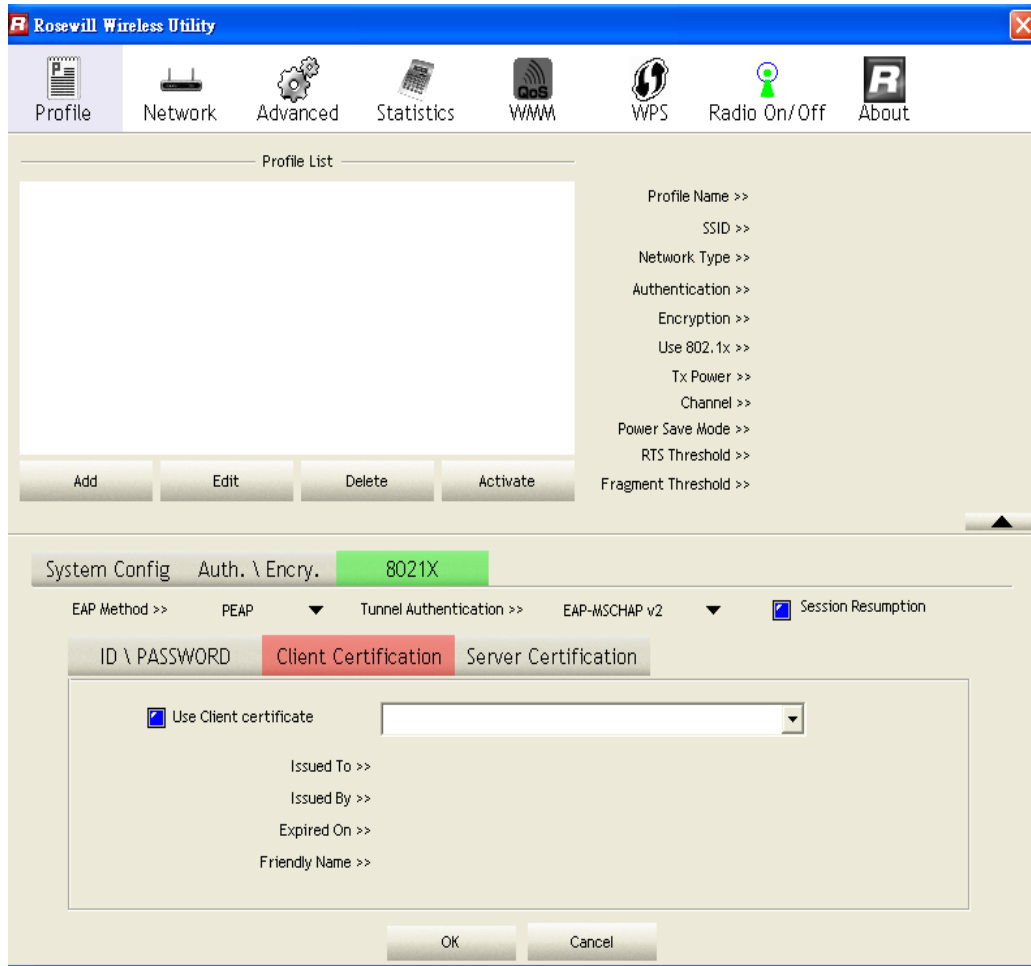 R Rosewill Wireless Utility
Profile
Network
Advanced
Statistics
QoS
WMM
WPS
Radio On/Off
R
About
Profile List
Profile Name >>
SSID >>
Network Type >>
Authentication >>
Encryption >>
Use 802.1x >>
Tx Power >>
Channel >>
Power Save Mode >>
RTS Threshold >>
Fragment Threshold >>
Add
Edit
Delete
Activate
System Config
Auth. \ Encry.
8021X
EAP Method >> PEAP
Tunnel Authentication >> EAP-MSCHAP v2
Session Resumption
ID \ PASSWORD
Client Certification
Server Certification
Use Client certificate
Issued To >>
Issued By >>
Expired On >>
Friendly Name >>
OK
Cancel